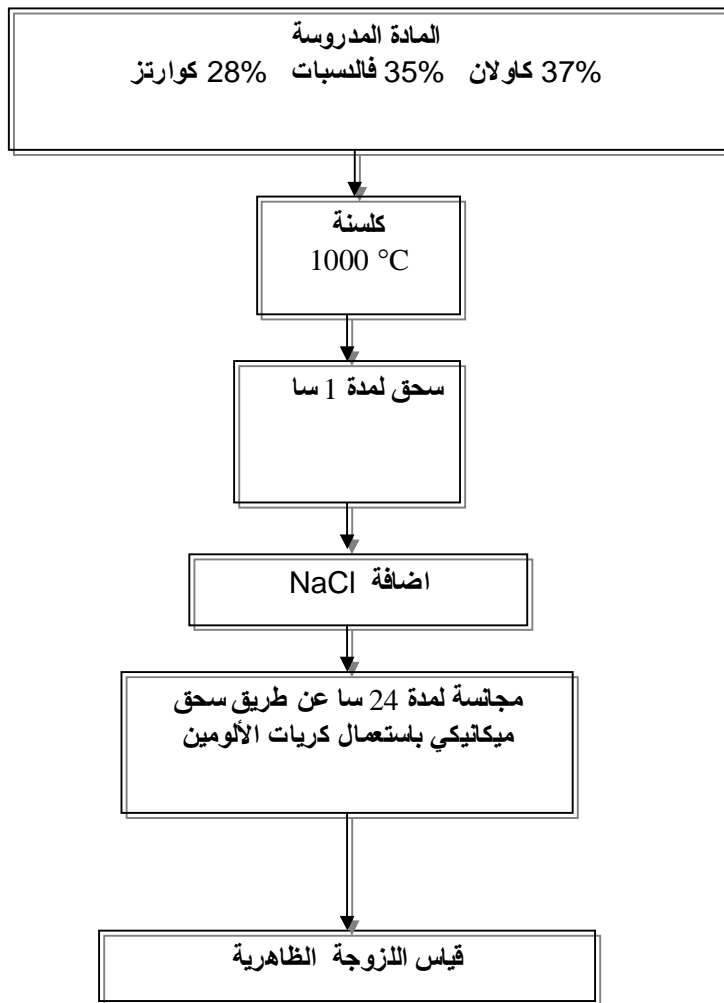 المادة المدروسة
37% كاولان 35% فالدسبات 28% كوارتز
كلسنة
1000 °C
سحق لمدة 1 سا
اضافة NaCl
مجانسة لمدة 24 سا عن طريق سحق
ميكانيكي باستعمال كريات الألومين
قياس اللزوجة الظاهرية